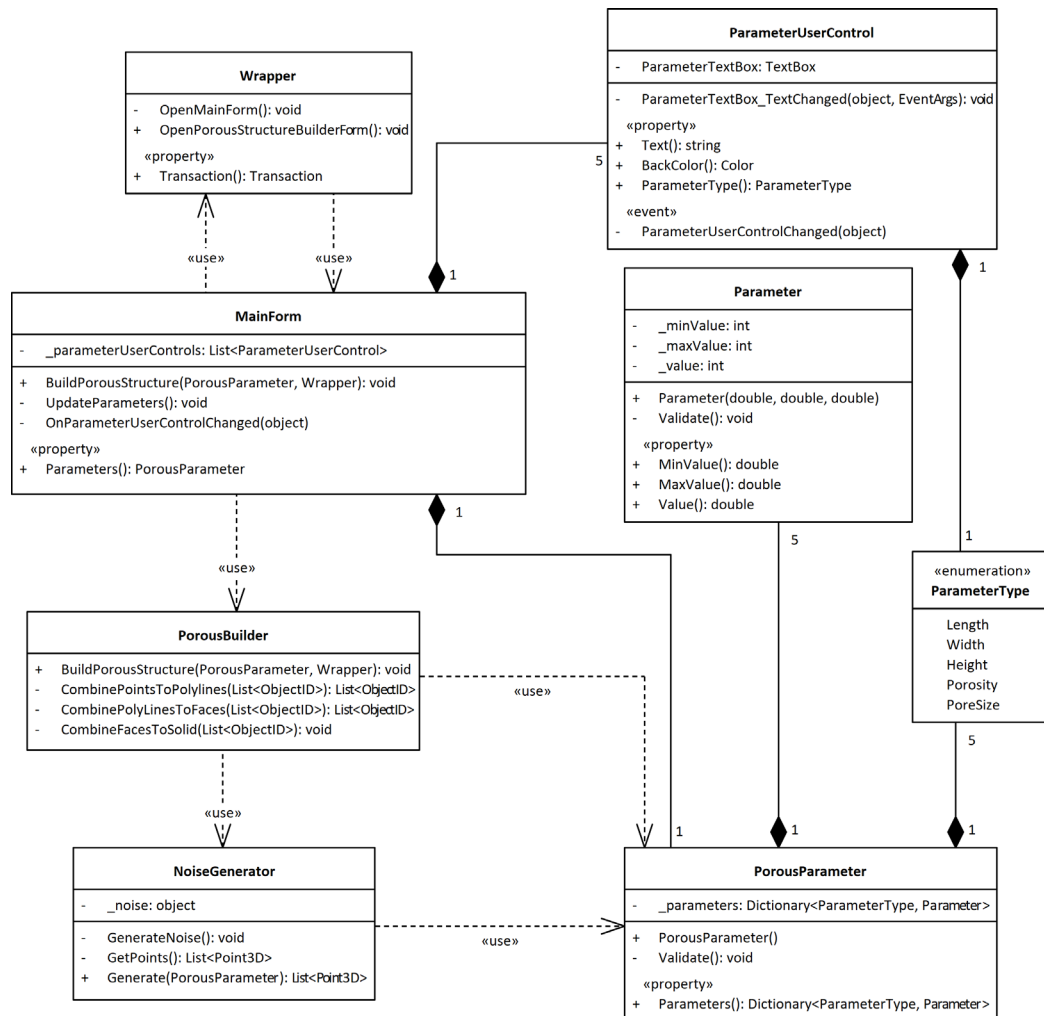 Wrapper
- OpenMainForm(): void
+ OpenPorousStructureBuilderForm(): void
«property»
+ Transaction(): Transaction
ParameterUserControl
- ParameterTextBox: TextBox
- ParameterTextBox_TextChanged(object, EventArgs): void
«property»
+ Text(): string
+ BackColor(): Color
+ ParameterType(): ParameterType
«event»
- ParameterUserControlChanged(object)
5
«use»
«use»
1
1
MainForm
- _parameterUserControls: List<ParameterUserControl>
+ BuildPorousStructure(PorousParameter, Wrapper): void
- UpdateParameters(): void
- OnParameterUserControlChanged(object)
«property»
+ Parameters(): PorousParameter
Parameter
- _minValue: int
- _maxValue: int
- _value: int
+ Parameter(double, double, double)
- Validate(): void
«property»
+ MinValue(): double
+ MaxValue(): double
+ Value(): double
1
5
1
«use»
«enumeration»
ParameterType
Length
Width
Height
Porosity
PoreSize
PorousBuilder
+ BuildPorousStructure(PorousParameter, Wrapper): void
- CombinePointsToPolylines(List<ObjectID>): List<ObjectID>
- CombinePolyLinesToFaces(List<ObjectID>): List<ObjectID>
- CombineFacesToSolid(List<ObjectID>): void
«use»
5
«use»
1
1
1
NoiseGenerator
- _noise: object
- GenerateNoise(): void
- GetPoints(): List<Point3D>
+ Generate(PorousParameter): List<Point3D>
«use»
PorousParameter
- _parameters: Dictionary<ParameterType, Parameter>
+ PorousParameter()
- Validate(): void
«property»
+ Parameters(): Dictionary<ParameterType, Parameter>